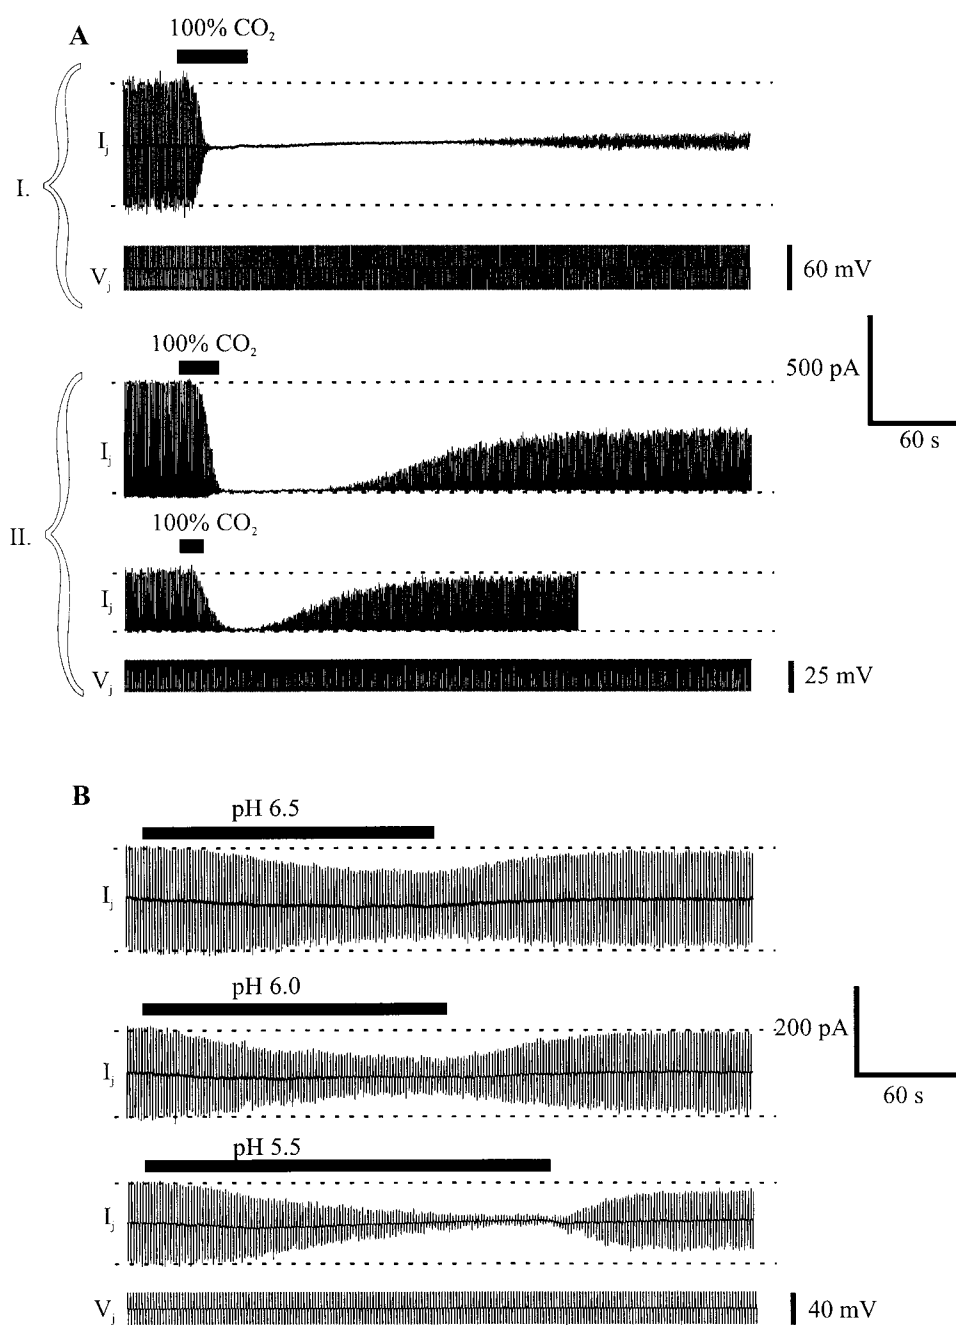 A
100% CO₂
I.
Iⱼ
Vⱼ
60 mV
100% CO₂
500 pA
60 s
Iⱼ
II.
100% CO₂
Iⱼ
Vⱼ
25 mV
B
pH 6.5
Iⱼ
pH 6.0
200 pA
60 s
Iⱼ
pH 5.5
Iⱼ
Vⱼ
40 mV